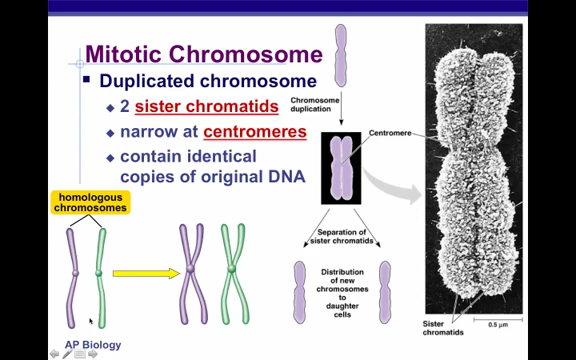 Mitotic Chromosome
Duplicated chromosome
2 sister chromatids
narrow at centromeres
contain identical
copies of original DNA
homologous
chromosomes
AP Biology
Chromosome
duplication
Centromere
Separation of
sister chromatids
Distribution
of new
chromosomes
to
daughter
cells
Sister
chromatids
0.5 µm